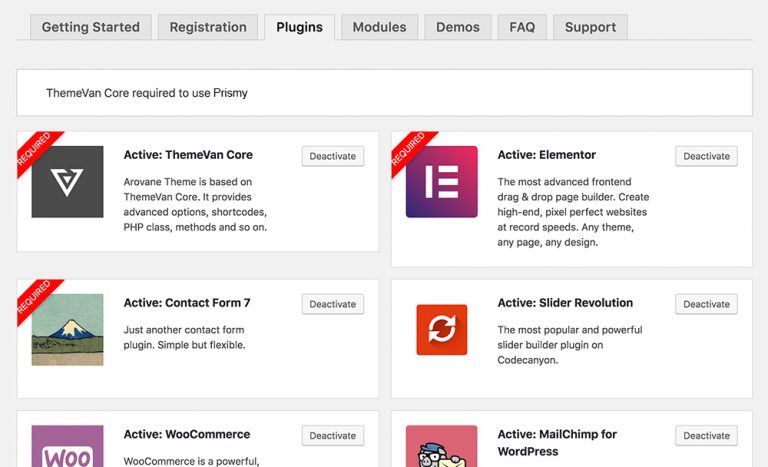 Getting Started
Registration
Plugins
Modules
Demos
FAQ
Support
ThemeVan Core required to use Prismy
REQUIRED
Active: ThemeVan Core
Deactivate
Arovane Theme is based on
ThemeVan Core. It provides
advanced options, shortcodes,
PHP class, methods and so on.
REQUIRED
Active: Elementor
Deactivate
The most advanced frontend
drag & drop page builder. Create
high-end, pixel perfect websites
at record speeds. Any theme,
any page, any design.
REQUIRED
Active: Contact Form 7
Deactivate
Just another contact form
plugin. Simple but flexible.
Active: Slider Revolution
Deactivate
The most popular and powerful
slider builder plugin on
Codecanyon.
WOO
Active: WooCommerce
Deactivate
WooCommerce is a powerful,
Active: MailChimp for
WordPress
Deactivate